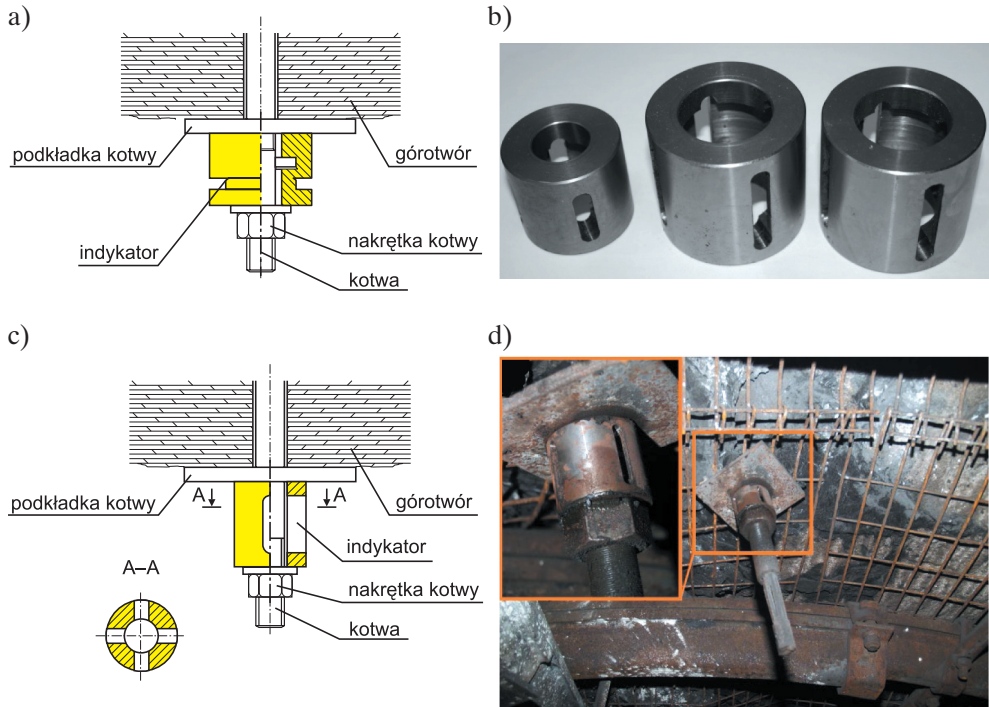 a)
podkładka kotwy
górotwór
indykator
nakrętka kotwy
kotwa
b)
c)
podkładka kotwy
A
A
górotwór
indykator
A–A
nakrętka kotwy
kotwa
d)